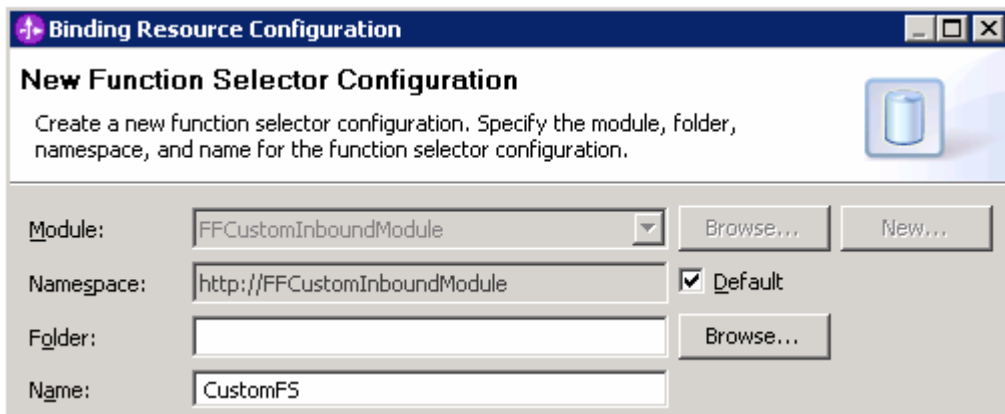 Binding Resource Configuration
New Function Selector Configuration
Create a new function selector configuration. Specify the module, folder,
namespace, and name for the function selector configuration.
Module: FFCustomInboundModule Browse... New...
Namespace: http://FFCustomInboundModule Default
Folder: Browse...
Name: CustomFS